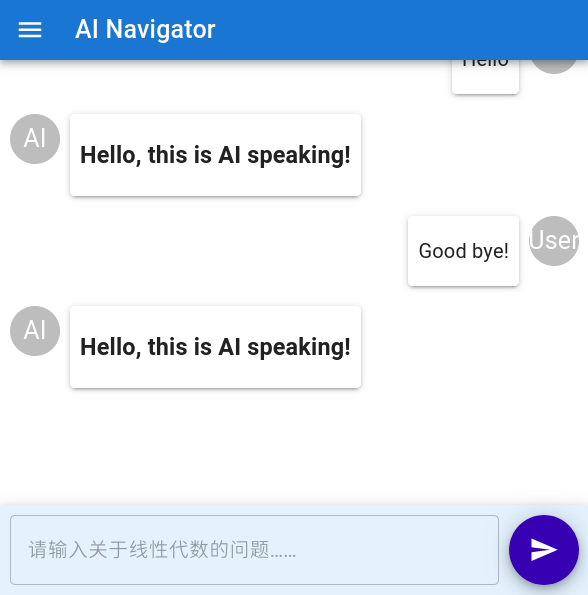 AI Navigator
Hello
AI
Hello, this is AI speaking!
Good bye!
User
AI
Hello, this is AI speaking!
请输入关于线性代数的问题……